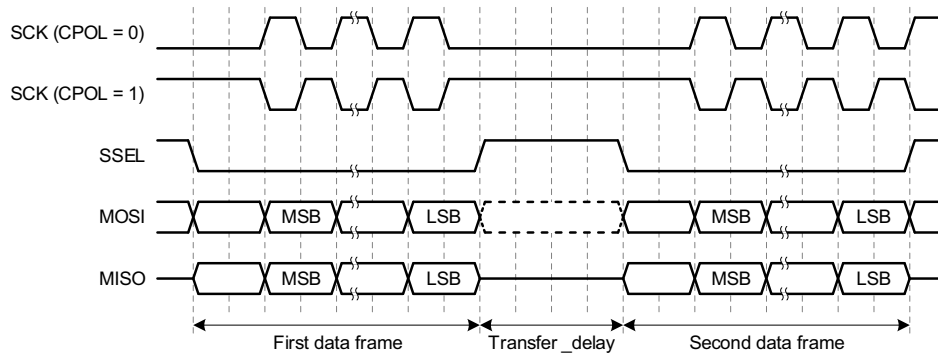 SCK (CPOL = 0)
SCK (CPOL = 1)
SSEL
MOSI MSB LSB MSB LSB
MISO MSB LSB MSB LSB
First data frame Transfer _delay Second data frame